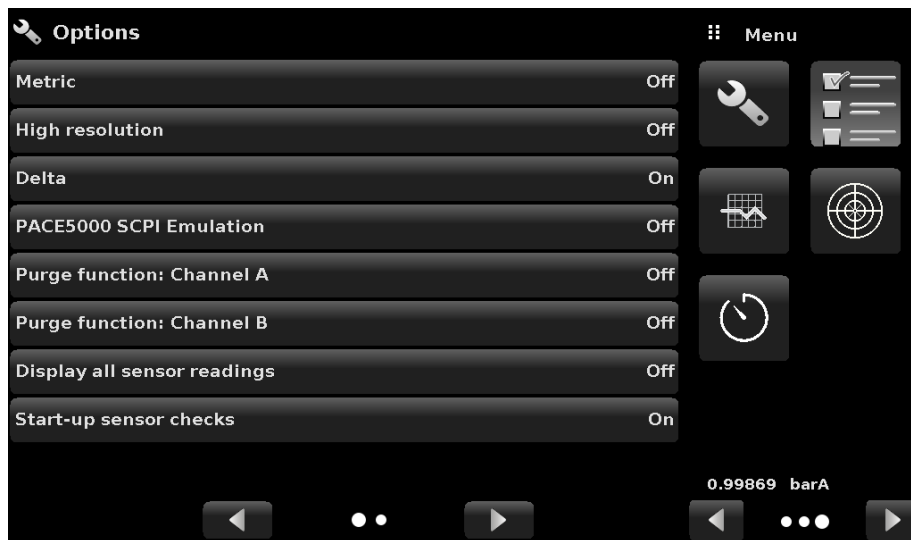 Options
Metric Off
High resolution Off
Delta On
PACE5000 SCPI Emulation Off
Purge function: Channel A Off
Purge function: Channel B Off
Display all sensor readings Off
Start-up sensor checks On
Menu
0.99869 barA